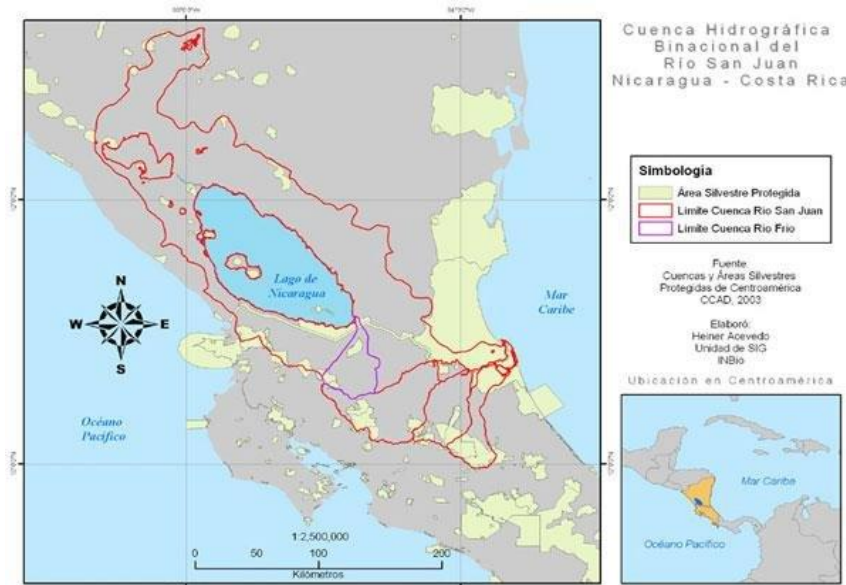 Cuenca Hidrográfica
Binacional del
Río San Juan
Nicaragua - Costa Rica
Simbología
Área Silvestre Protegida
Límite Cuenca Río San Juan
Límite Cuenca Río Frío
Fuente
Cuencas y Áreas Silvestres
Protegidas de Centroamérica
CCAD, 2003
Elaboró:
Heiner Acevedo
Unidad de SIG
INBio
Ubicación en Centroamérica
Mar Caribe
Océano Pacífico
Lago de
Nicaragua
Mar
Caribe
N
W
E
S
Océano
Pacífico
1:2,500,000
0 50 100 200
Kilómetros